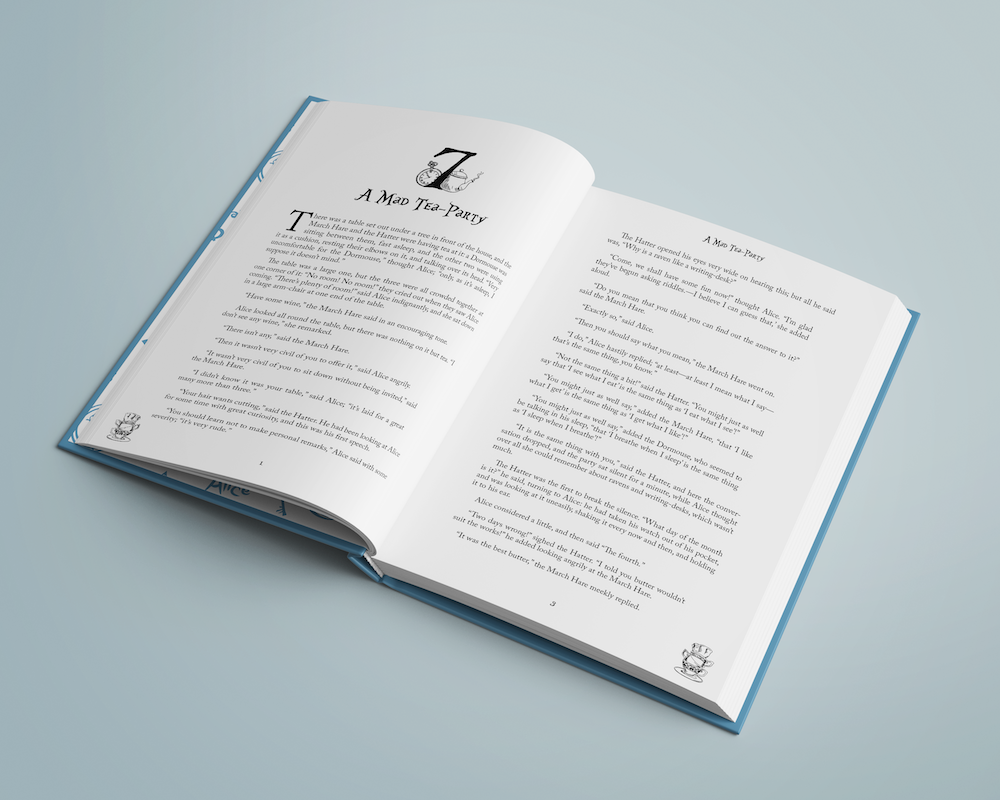 7
A Mad Tea-Party
There was a table set out under a tree in front of the house, and the
March Hare and the Hatter were having tea at it: a Dormouse was
sitting between them, fast asleep, and the other two were using
it as a cushion, resting their elbows on it, and talking over its head. "Very
uncomfortable for the Dormouse," thought Alice; "only, as it's asleep, I
suppose it doesn't mind."
The table was a large one, but the three were all crowded together at
one corner of it: "No room! No room!" they cried out when they saw Alice
coming. "There's plenty of room!" said Alice indignantly, and she sat down
in a large arm-chair at one end of the table.
"Have some wine," the March Hare said in an encouraging tone.
Alice looked all round the table, but there was nothing on it but tea. "I
don't see any wine," she remarked.
"There isn't any," said the March Hare.
"Then it wasn't very civil of you to offer it," said Alice angrily.
"It wasn't very civil of you to sit down without being invited," said
the March Hare.
"I didn't know it was your table," said Alice; "it's laid for a great
many more than three."
"Your hair wants cutting," said the Hatter. He had been looking at Alice
for some time with great curiosity, and this was his first speech.
"You should learn not to make personal remarks," Alice said with some
severity; "it's very rude."
1
Alice
A Mad Tea-Party
The Hatter opened his eyes very wide on hearing this; but all he said
was, "Why is a raven like a writing-desk?"
"Come, we shall have some fun now!" thought Alice. "I'm glad
they've begun asking riddles.—I believe I can guess that," she added
aloud.
"Do you mean that you think you can find out the answer to it?"
said the March Hare.
"Exactly so," said Alice.
"Then you should say what you mean," the March Hare went on.
"I do," Alice hastily replied; "at least—at least I mean what I say—
that's the same thing, you know."
"Not the same thing a bit!" said the Hatter. "You might just as well
say that 'I see what I eat' is the same thing as 'I eat what I see'!"
"You might just as well say," added the March Hare, "that 'I like
what I get' is the same thing as 'I get what I like'!"
"You might just as well say," added the Dormouse, who seemed to
be talking in his sleep, "that 'I breathe when I sleep' is the same thing
as 'I sleep when I breathe'!"
"It is the same thing with you," said the Hatter, and here the conver-
sation dropped, and the party sat silent for a minute, while Alice thought
over all she could remember about ravens and writing-desks, which wasn't
much.
The Hatter was the first to break the silence. "What day of the month
is it?" he said, turning to Alice: he had taken his watch out of his pocket,
and was looking at it uneasily, shaking it every now and then, and holding
it to his ear.
Alice considered a little, and then said "The fourth."
"Two days wrong!" sighed the Hatter. "I told you butter wouldn't
suit the works!" he added looking angrily at the March Hare.
"It was the best butter," the March Hare meekly replied.
3